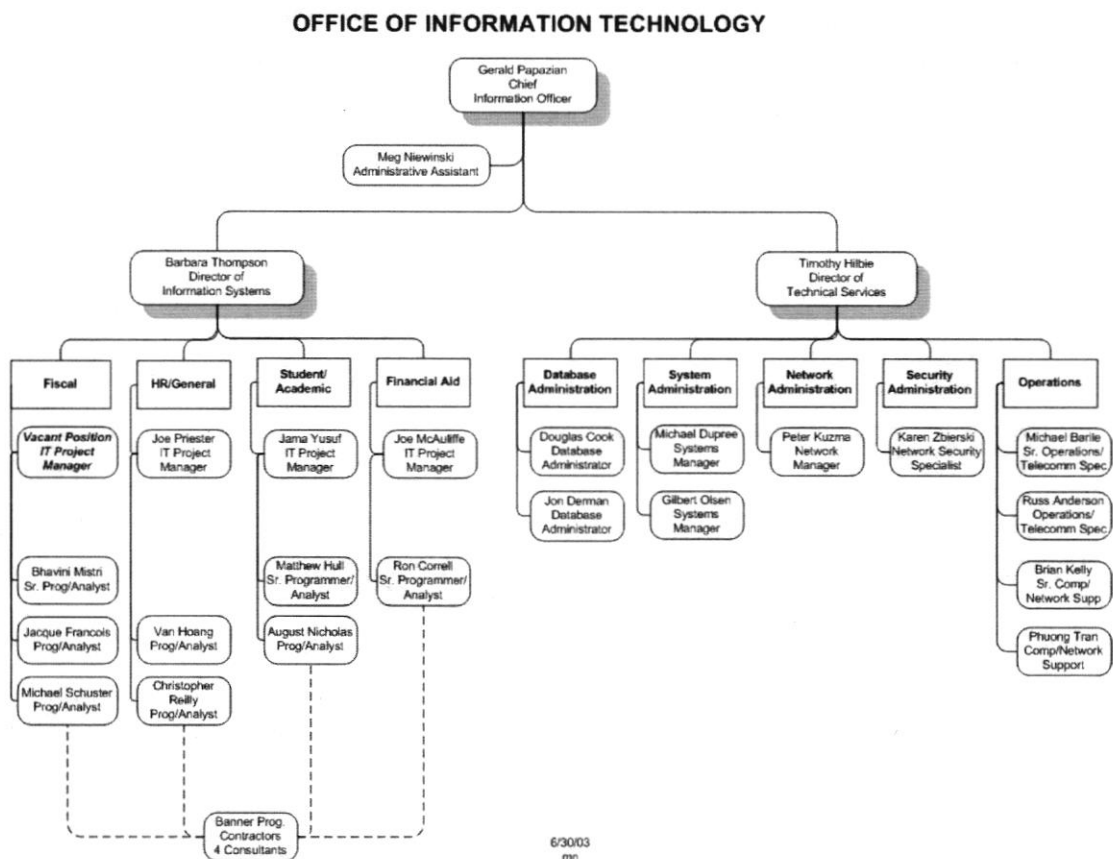 OFFICE OF INFORMATION TECHNOLOGY
Gerald Papazian
Chief
Information Officer
Meg Niewinski
Administrative Assistant
Barbara Thompson
Director of
Information Systems
Timothy Hilbie
Director of
Technical Services
Fiscal
HR/General
Student/
Academic
Financial Aid
Database
Administration
System
Administration
Network
Administration
Security
Administration
Operations
Vacant Position
IT Project
Manager
Joe Priester
IT Project
Manager
Jama Yusuf
IT Project
Manager
Joe McAuliffe
IT Project
Manager
Douglas Cook
Database
Administrator
Michael Dupree
Systems
Manager
Peter Kuzma
Network
Manager
Karen Zbierski
Network Security
Specialist
Michael Barile
Sr. Operations/
Telecomm Spec
Jon Derman
Database
Administrator
Gilbert Olsen
Systems
Manager
Russ Anderson
Operations/
Telecomm Spec
Bhavini Mistri
Sr. Prog/Analyst
Matthew Hull
Sr. Programmer/
Analyst
Ron Correll
Sr. Programmer/
Analyst
Brian Kelly
Sr. Comp/
Network Supp
Jacque Francois
Prog/Analyst
Van Hoang
Prog/Analyst
August Nicholas
Prog/Analyst
Phuong Tran
Comp/Network
Support
Michael Schuster
Prog/Analyst
Christopher
Reilly
Prog/Analyst
Banner Prog.
Contractors
4 Consultants
6/30/03